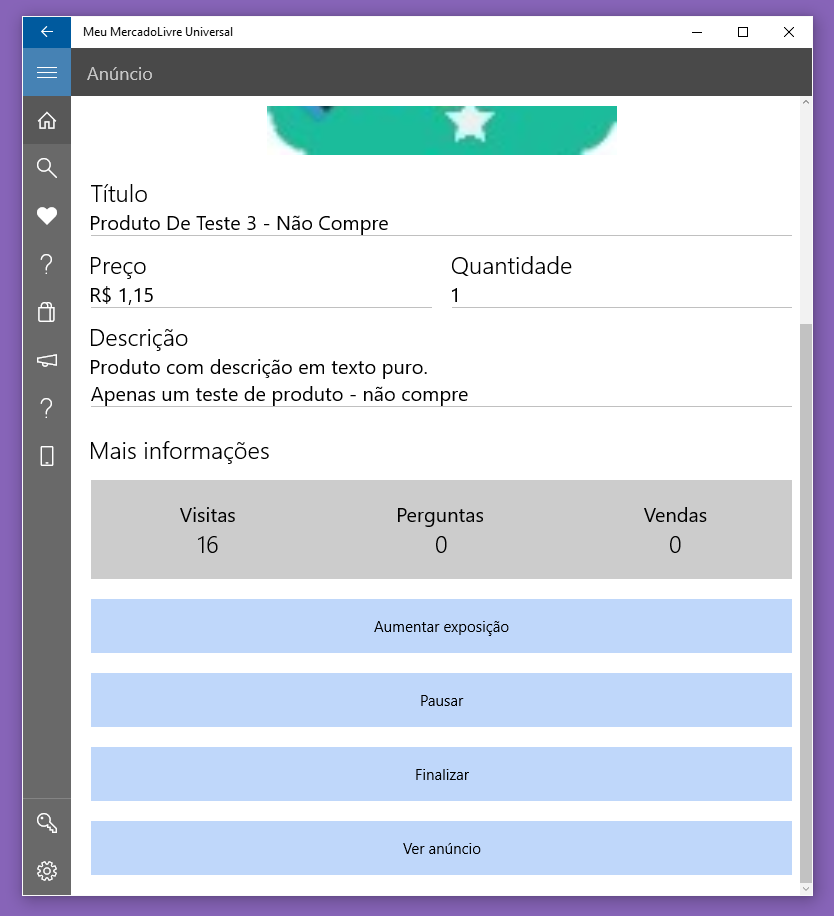 Meu MercadoLivre Universal
Anúncio
Título
Produto De Teste 3 - Não Compre
Preço
Quantidade
R$ 1,15
1
Descrição
Produto com descrição em texto puro.
Apenas um teste de produto - não compre
Mais informações
Visitas
Perguntas
Vendas
16
0
0
Aumentar exposição
Pausar
Finalizar
Ver anúncio